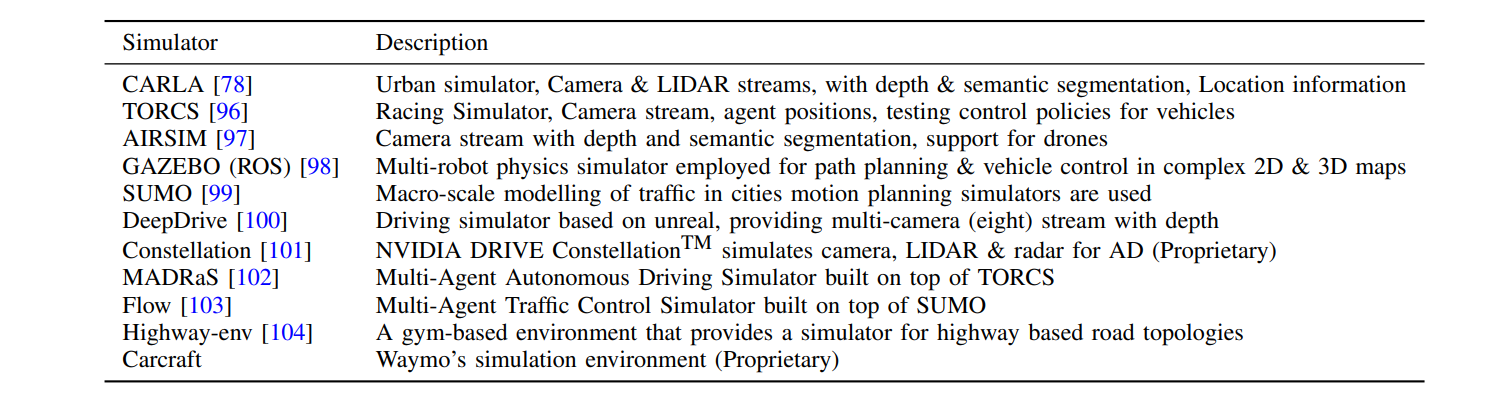 Simulator Description
CARLA [78] Urban simulator, Camera & LIDAR streams, with depth & semantic segmentation, Location information
TORCS [96] Racing Simulator, Camera stream, agent positions, testing control policies for vehicles
AIRSIM [97] Camera stream with depth and semantic segmentation, support for drones
GAZEBO (ROS) [98] Multi-robot physics simulator employed for path planning & vehicle control in complex 2D & 3D maps
SUMO [99] Macro-scale modelling of traffic in cities motion planning simulators are used
DeepDrive [100] Driving simulator based on unreal, providing multi-camera (eight) stream with depth
Constellation [101] NVIDIA DRIVE Constellation™ simulates camera, LIDAR & radar for AD (Proprietary)
MADRaS [102] Multi-Agent Autonomous Driving Simulator built on top of TORCS
Flow [103] Multi-Agent Traffic Control Simulator built on top of SUMO
Highway-env [104] A gym-based environment that provides a simulator for highway based road topologies
Carcraft Waymo's simulation environment (Proprietary)